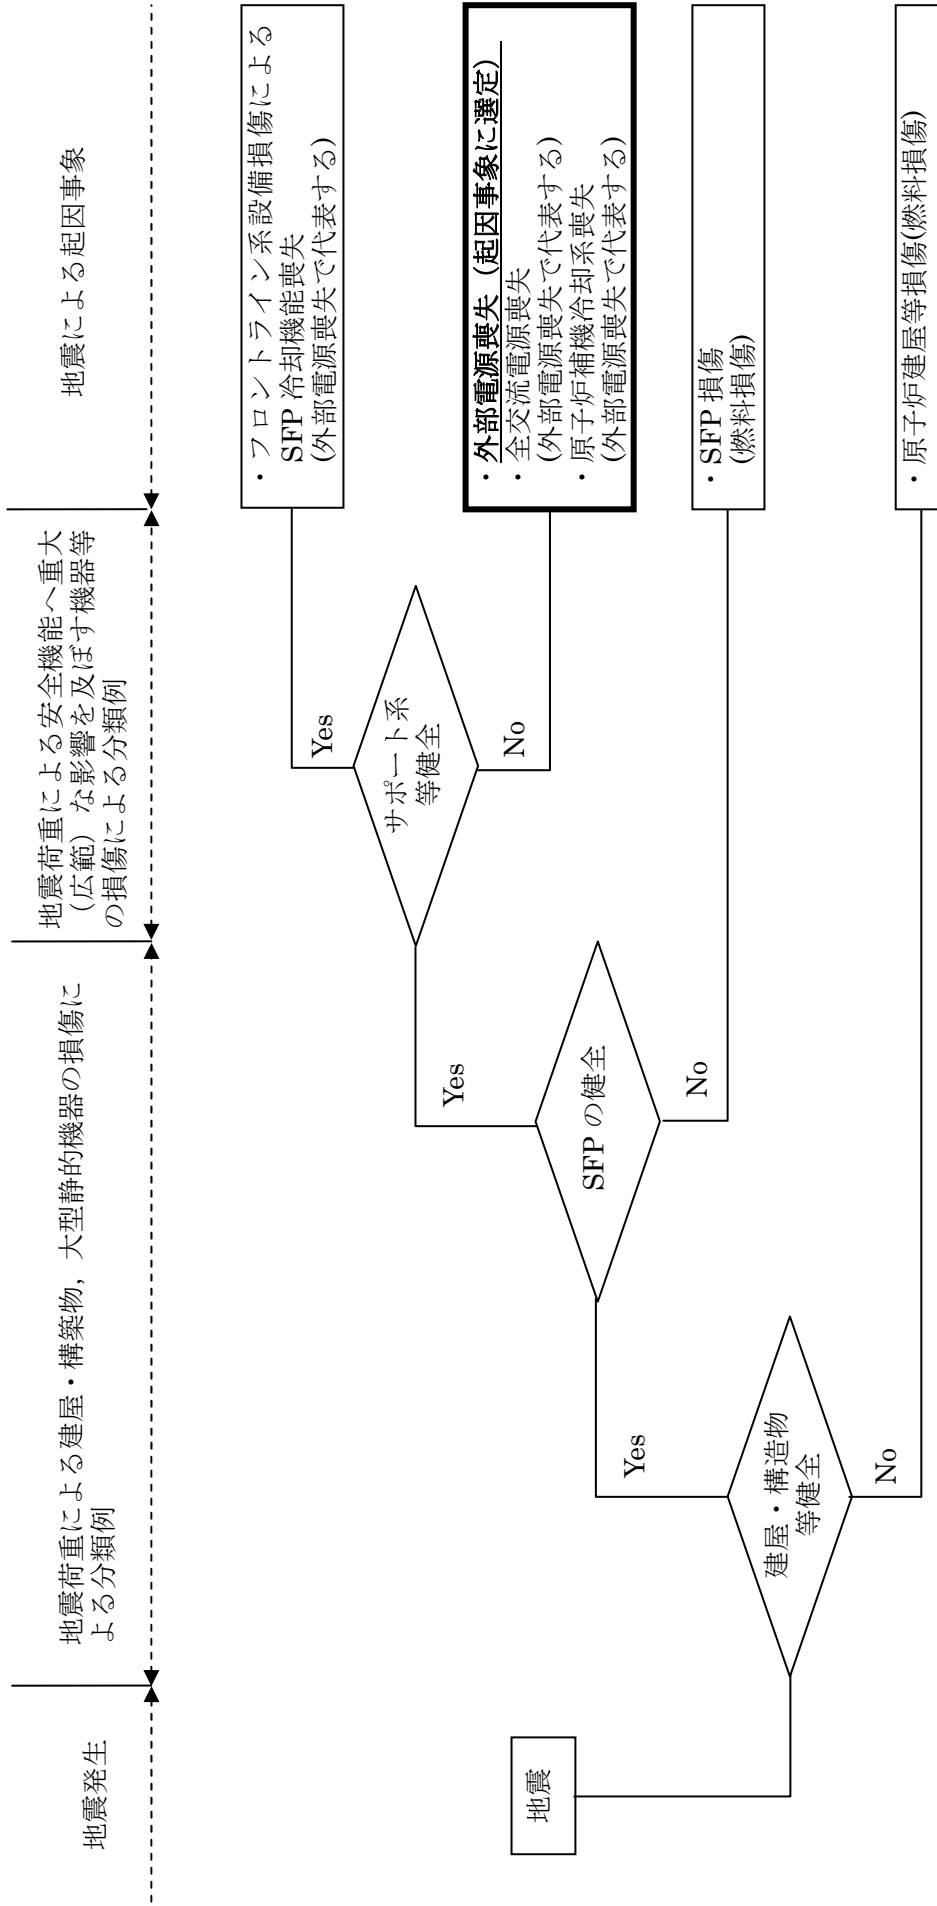 地震発生
地震荷重による建屋・構築物，大型静的機器の損傷に
よる分類例
地震荷重による安全機能へ重大
（広範）な影響を及ぼす機器等
の損傷による分類例
地震による起因事象
地震
建屋・構造物
等健全
Yes
No
SFP の健全
Yes
No
サポート系
等健全
Yes
No
・フロントライン系設備損傷による
SFP 冷却機能喪失
(外部電源喪失で代表する)
・外部電源喪失（起因事象に選定）
・全交流電源喪失
(外部電源喪失で代表する)
・原子炉補機冷却系喪失
(外部電源喪失で代表する)
・SFP 損傷
(燃料損傷)
・原子炉建屋等損傷(燃料損傷)